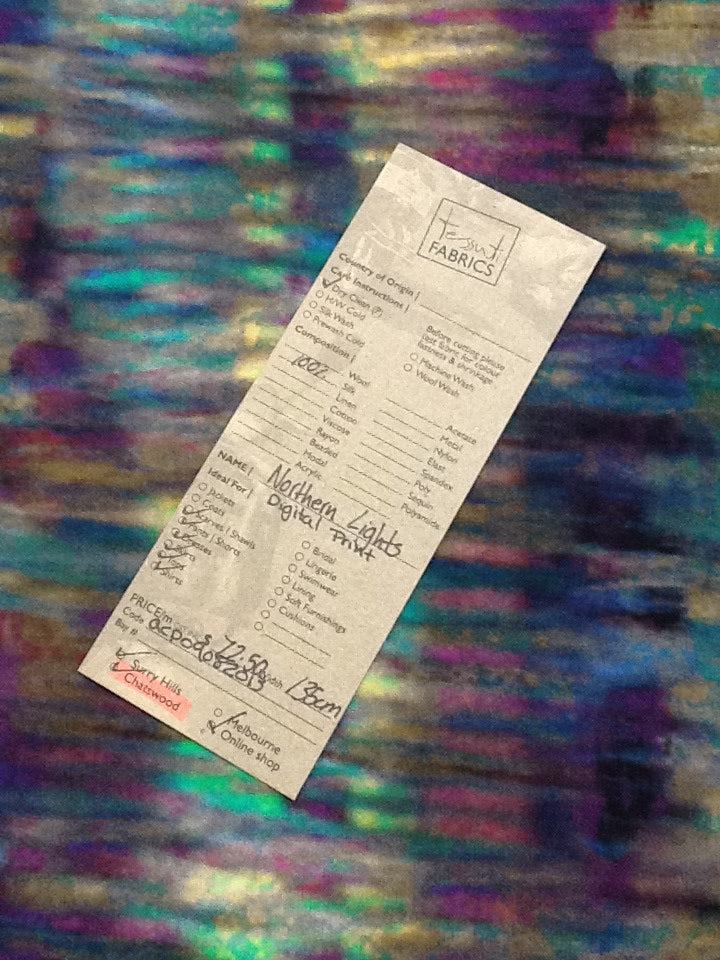 tessuti
FABRICS
Country of Origin |
Care Instructions |
Dry Clean (P)
H/W Cold
Silk Wash
Prewash Cold
Before cutting please
test fabric for colour
fastness & shrinkage
Machine Wash
Wool Wash
Composition |
100% Wool
Silk
Linen
Cotton
Viscose
Rayon
Beaded
Modal
Acrylic
Acetate
Metal
Nylon
Elast
Spandex
Poly
Sequin
Polyamide
NAME | Northern Lights
Digital Print
Ideal For |
Jackets
Coats
Scarves | Shawls
Pants | Shorts
Dresses
Skirts
Bridal
Lingerie
Swimwear
Lining
Soft Furnishings
Cushions
PRICE|m $ 72.50 Width 135cm
Code
Bay #
Surry Hills
Chatswood
Melbourne
Online shop